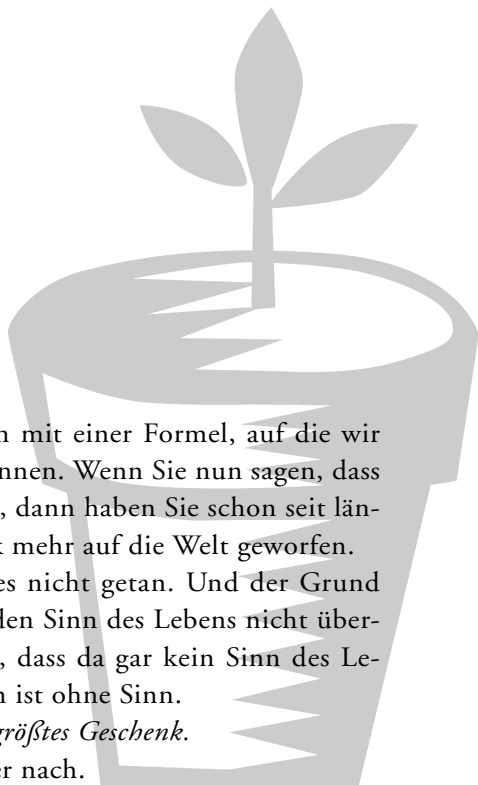 mit einer Formel, auf die wir
nnen. Wenn Sie nun sagen, dass
, dann haben Sie schon seit län-
k mehr auf die Welt geworfen.
es nicht getan. Und der Grund
den Sinn des Lebens nicht über-
, dass da gar kein Sinn des Le-
n ist ohne Sinn.
größtes Geschenk.
er nach.